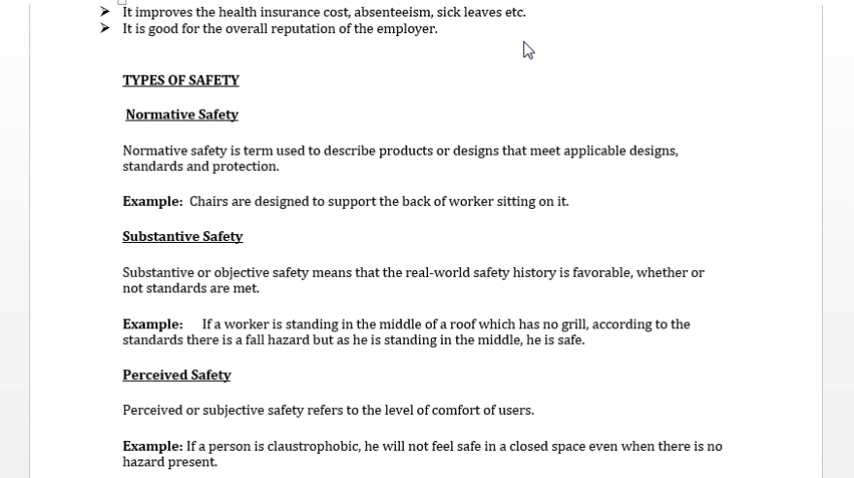 ➢ It improves the health insurance cost, absenteeism, sick leaves etc.
➢ It is good for the overall reputation of the employer.
TYPES OF SAFETY
Normative Safety
Normative safety is term used to describe products or designs that meet applicable designs,
standards and protection.
Example: Chairs are designed to support the back of worker sitting on it.
Substantive Safety
Substantive or objective safety means that the real-world safety history is favorable, whether or
not standards are met.
Example: If a worker is standing in the middle of a roof which has no grill, according to the
standards there is a fall hazard but as he is standing in the middle, he is safe.
Perceived Safety
Perceived or subjective safety refers to the level of comfort of users.
Example: If a person is claustrophobic, he will not feel safe in a closed space even when there is no
hazard present.